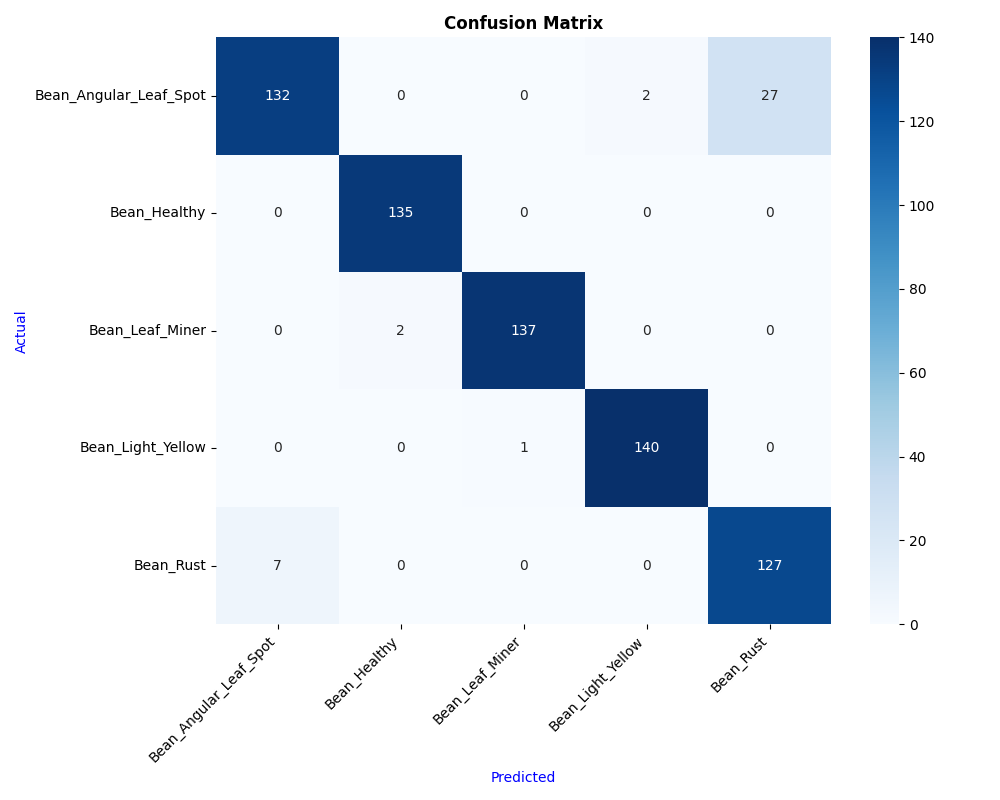 Confusion Matrix
Bean_Angular_Leaf_Spot 132 0 0 2 27
Bean_Healthy 0 135 0 0 0
Bean_Leaf_Miner 0 2 137 0 0
Bean_Light_Yellow 0 0 1 140 0
Bean_Rust 7 0 0 0 127
Actual
Bean_Angular_Leaf_Spot Bean_Healthy Bean_Leaf_Miner Bean_Light_Yellow Bean_Rust
Predicted
140
120
100
80
60
40
20
0